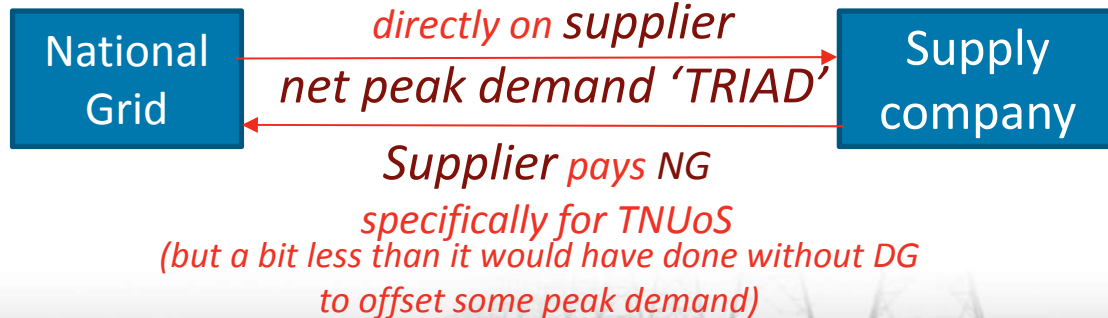 directly on supplier
National
Grid
net peak demand ‘TRIAD’
Supply
company
Supplier pays NG
specifically for TNUoS
(but a bit less than it would have done without DG
to offset some peak demand)